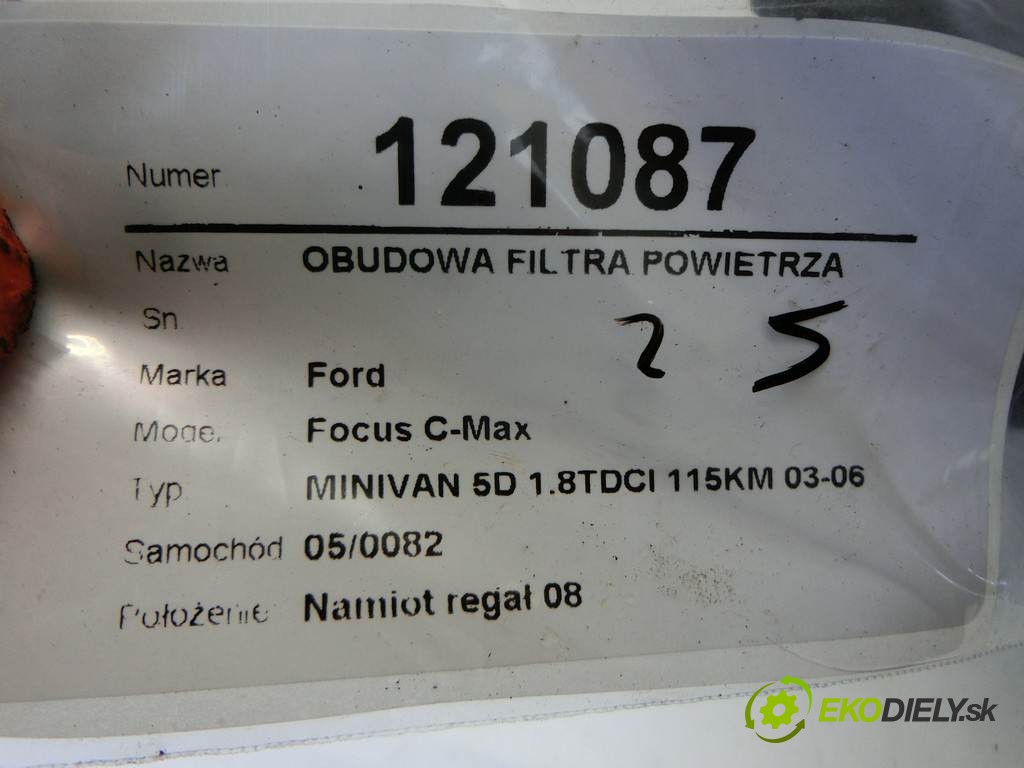 Numer 121087
Nazwa OBUDOWA FILTRA POWIETRZA
Sn
2 5
Marka Ford
Model Focus C-Max
Typ MINIVAN 5D 1.8TDCI 115KM 03-06
Samochód 05/0082
Położenie Namiot regał 08
EKODIELY.sk